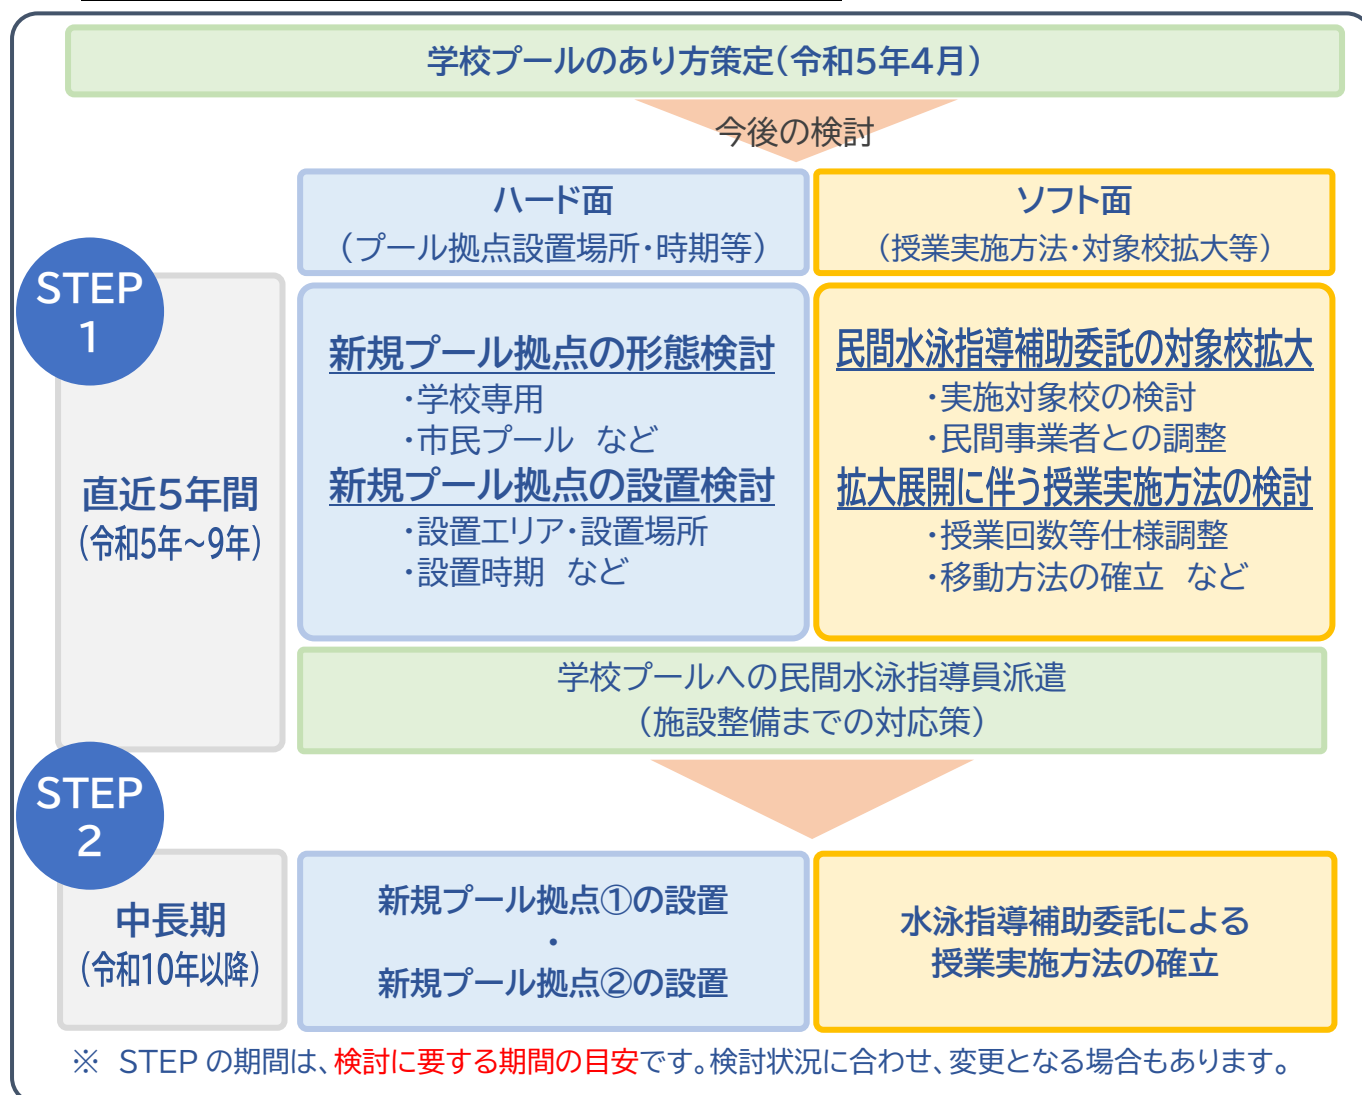 学校プールのあり方策定(令和5年4月)
今後の検討
ハード面
(プール拠点設置場所・時期等)
ソフト面
(授業実施方法・対象校拡大等)
STEP
1
直近5年間
(令和5年~9年)
新規プール拠点の形態検討
・学校専用
・市民プール など
新規プール拠点の設置検討
・設置エリア・設置場所
・設置時期 など
民間水泳指導補助委託の対象校拡大
・実施対象校の検討
・民間事業者との調整
拡大展開に伴う授業実施方法の検討
・授業回数等仕様調整
・移動方法の確立 など
学校プールへの民間水泳指導員派遣
(施設整備までの対応策)
STEP
2
中長期
(令和10年以降)
新規プール拠点①の設置
・
新規プール拠点②の設置
水泳指導補助委託による
授業実施方法の確立
※ STEP の期間は、検討に要する期間の目安です。検討状況に合わせ、変更となる場合もあります。